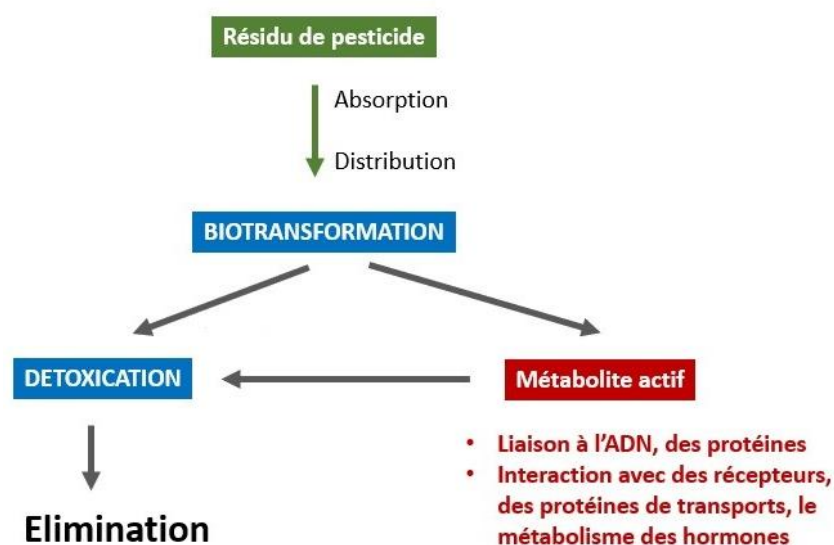 Résidu de pesticide
Absorption
Distribution
BIOTRANSFORMATION
DETOXICATION
Métabolite actif
• Liaison à l'ADN, des protéines
• Interaction avec des récepteurs,
des protéines de transports, le
métabolisme des hormones
Elimination